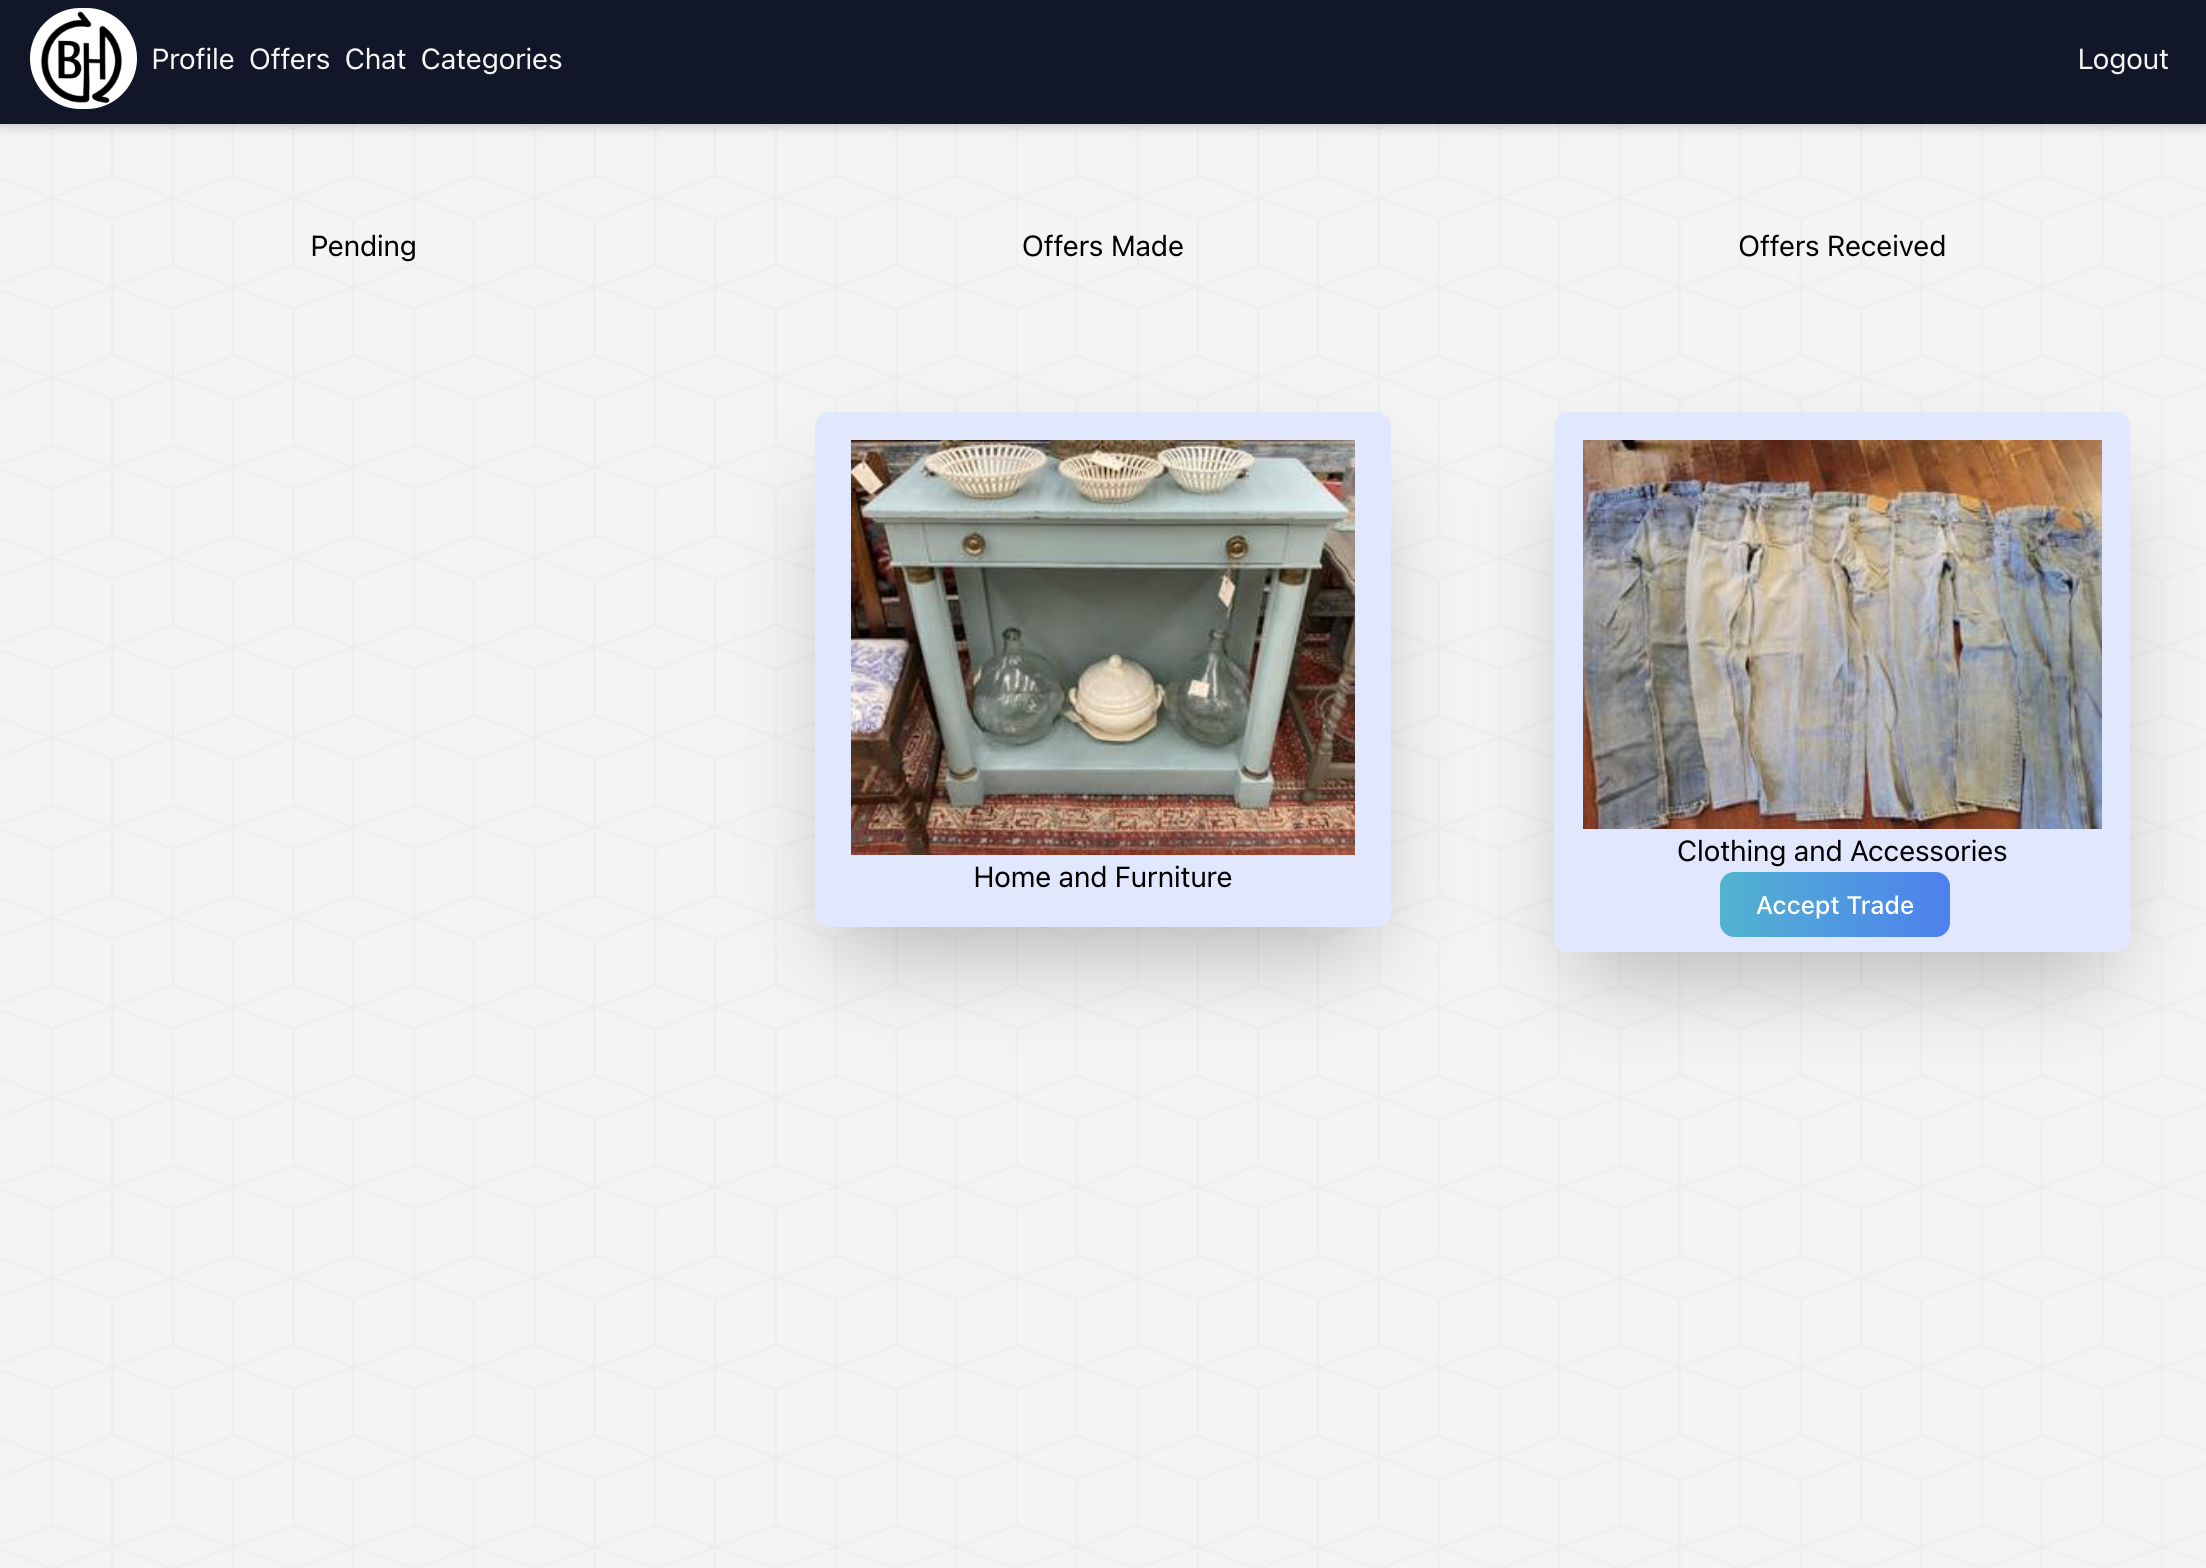 BH
Profile Offers Chat Categories
Logout
Pending
Offers Made
Offers Received
Home and Furniture
Clothing and Accessories
Accept Trade